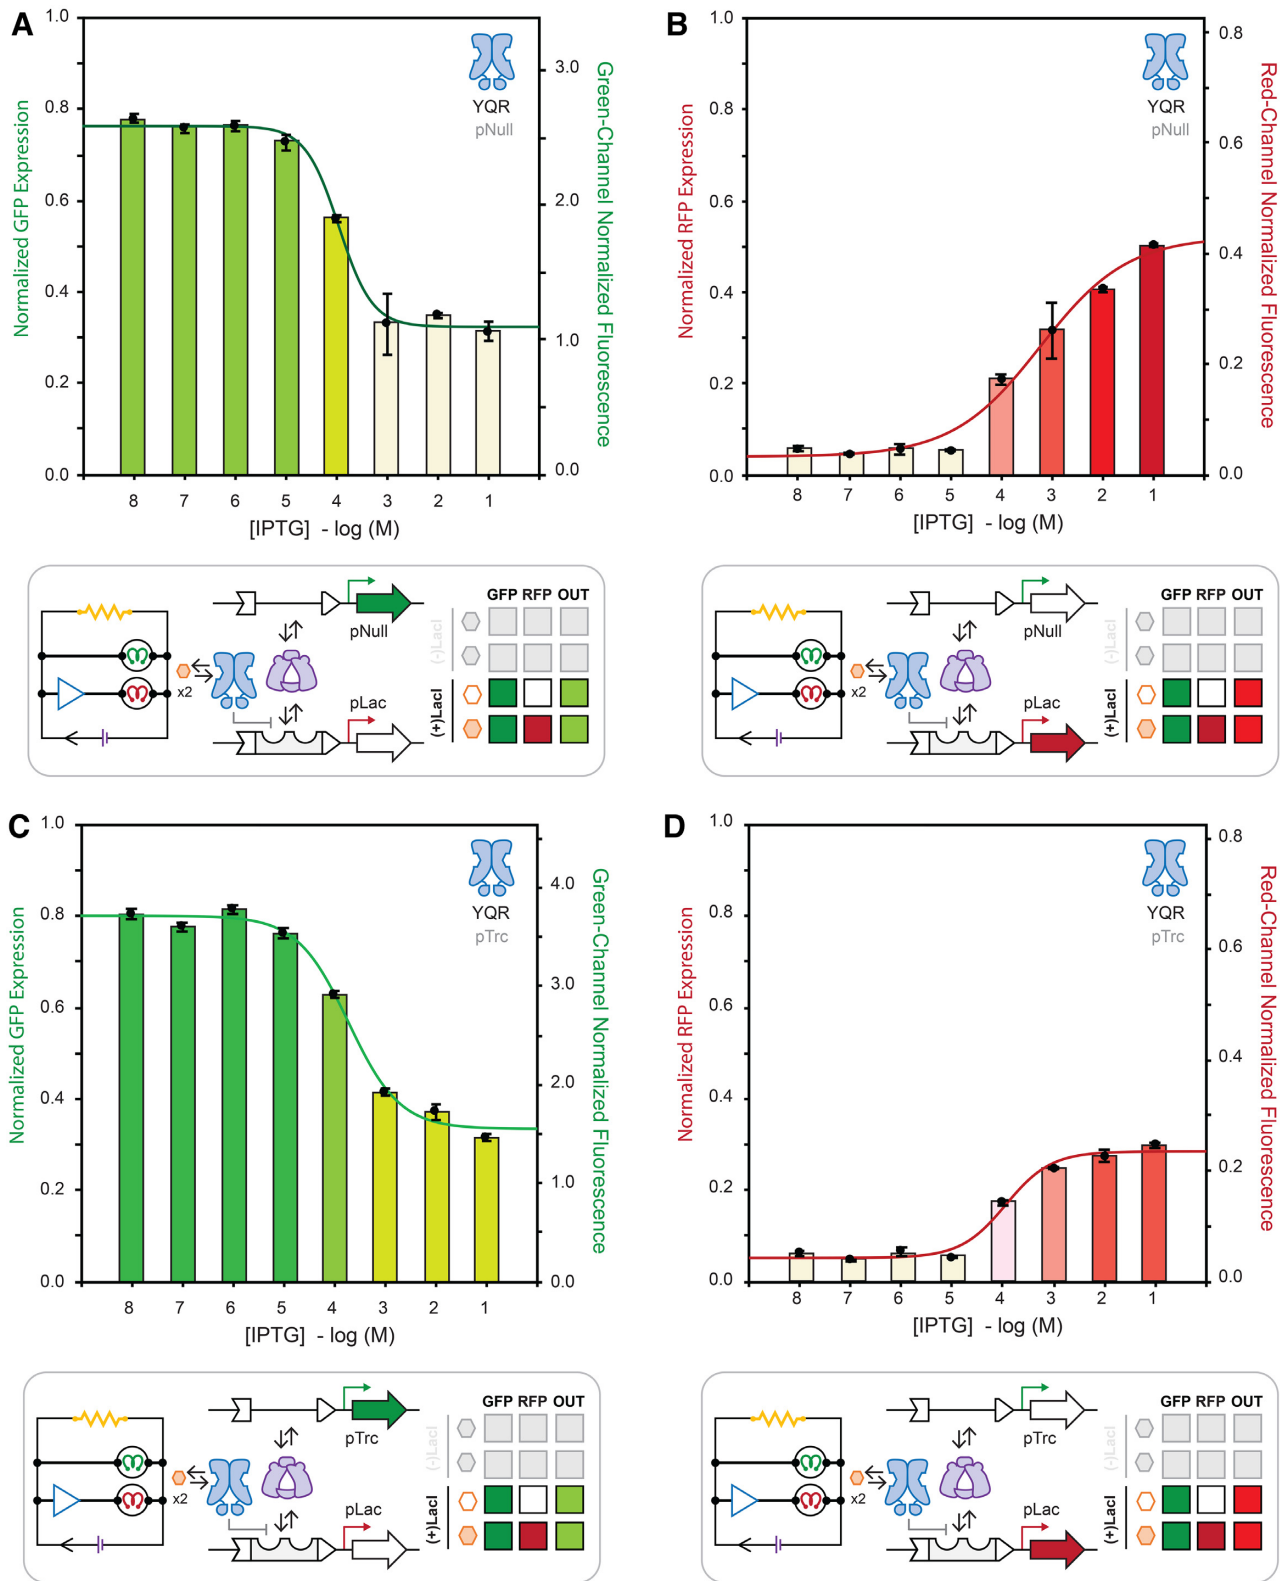 A
1.0
0.8
0.6
0.4
0.2
0.0
Normalized GFP Expression
3.0
2.0
1.0
0.0
Green-Channel Normalized Fluorescence
YQR
pNull
8 7 6 5 4 3 2 1
[IPTG] - log (M)
B
1.0
0.8
0.6
0.4
0.2
0.0
Normalized RFP Expression
0.8
0.6
0.4
0.2
0.0
Red-Channel Normalized Fluorescence
YQR
pNull
8 7 6 5 4 3 2 1
[IPTG] - log (M)
x2
pNull
pLac
GFP RFP OUT
(-)LacI
(+)LacI
x2
pNull
pLac
GFP RFP OUT
(-)LacI
(+)LacI
C
1.0
0.8
0.6
0.4
0.2
0.0
Normalized GFP Expression
4.0
3.0
2.0
1.0
0.0
Green-Channel Normalized Fluorescence
YQR
pTrc
8 7 6 5 4 3 2 1
[IPTG] - log (M)
D
1.0
0.8
0.6
0.4
0.2
0.0
Normalized RFP Expression
0.8
0.6
0.4
0.2
0.0
Red-Channel Normalized Fluorescence
YQR
pTrc
8 7 6 5 4 3 2 1
[IPTG] - log (M)
x2
pTrc
pLac
GFP RFP OUT
(-)LacI
(+)LacI
x2
pTrc
pLac
GFP RFP OUT
(-)LacI
(+)LacI